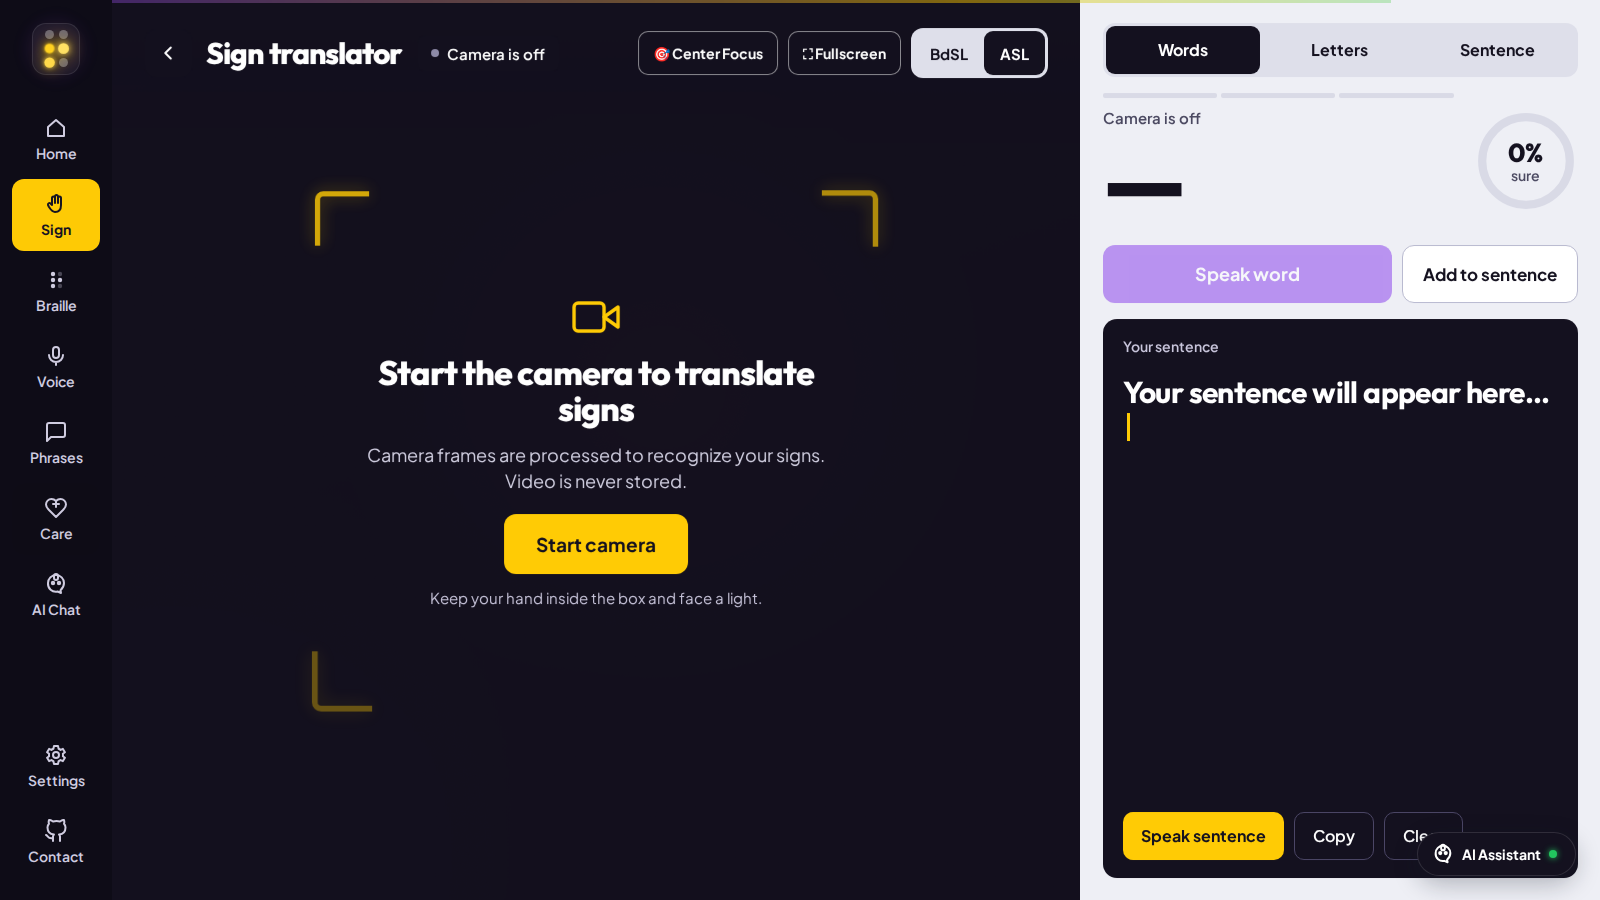 Home
Sign
Braille
Voice
Phrases
Care
AI Chat
Settings
Contact
Sign translator
Camera is off
Center Focus
Fullscreen
BdSL
ASL
Start the camera to translate
signs
Camera frames are processed to recognize your signs.
Video is never stored.
Start camera
Keep your hand inside the box and face a light.
Words
Letters
Sentence
Camera is off
0%
sure
Speak word
Add to sentence
Your sentence
Your sentence will appear here...
Speak sentence
Copy
AI Assistant